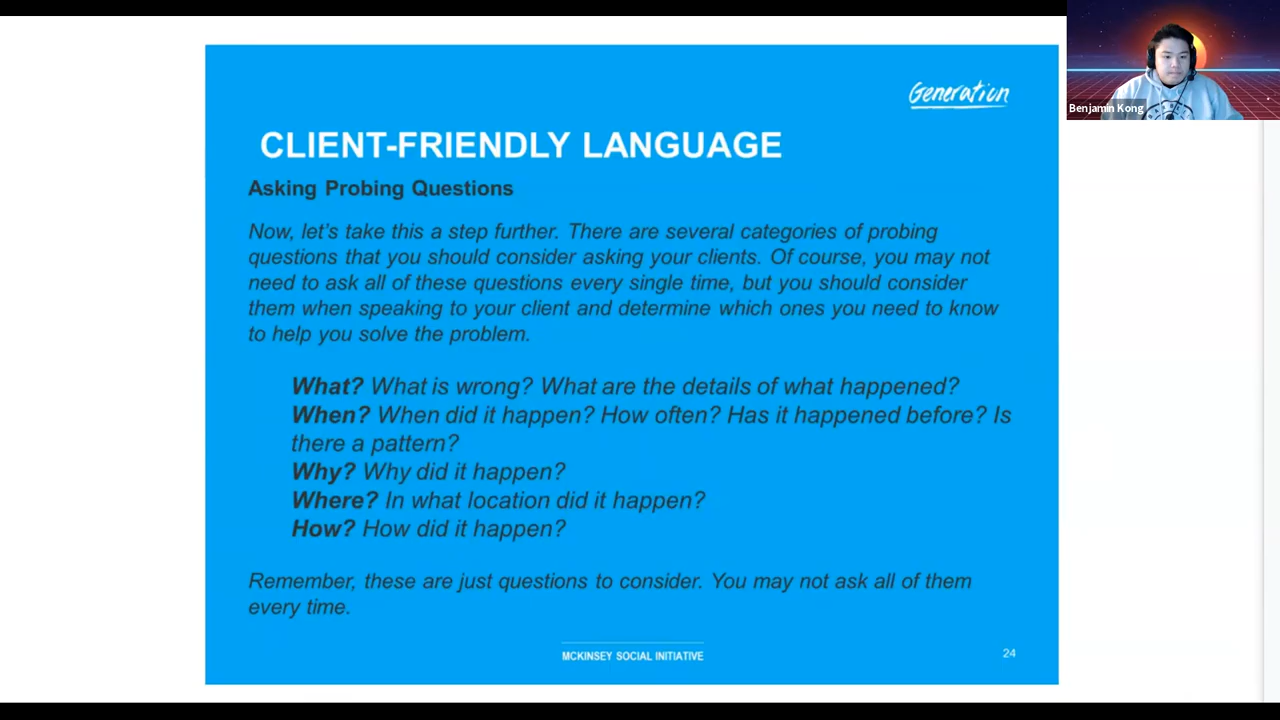 Generation
CLIENT-FRIENDLY LANGUAGE
Asking Probing Questions
Now, let's take this a step further. There are several categories of probing
questions that you should consider asking your clients. Of course, you may not
need to ask all of these questions every single time, but you should consider
them when speaking to your client and determine which ones you need to know
to help you solve the problem.
What? What is wrong? What are the details of what happened?
When? When did it happen? How often? Has it happened before? Is
there a pattern?
Why? Why did it happen?
Where? In what location did it happen?
How? How did it happen?
Remember, these are just questions to consider. You may not ask all of them
every time.
MCKINSEY SOCIAL INITIATIVE
24
Benjamin Kong